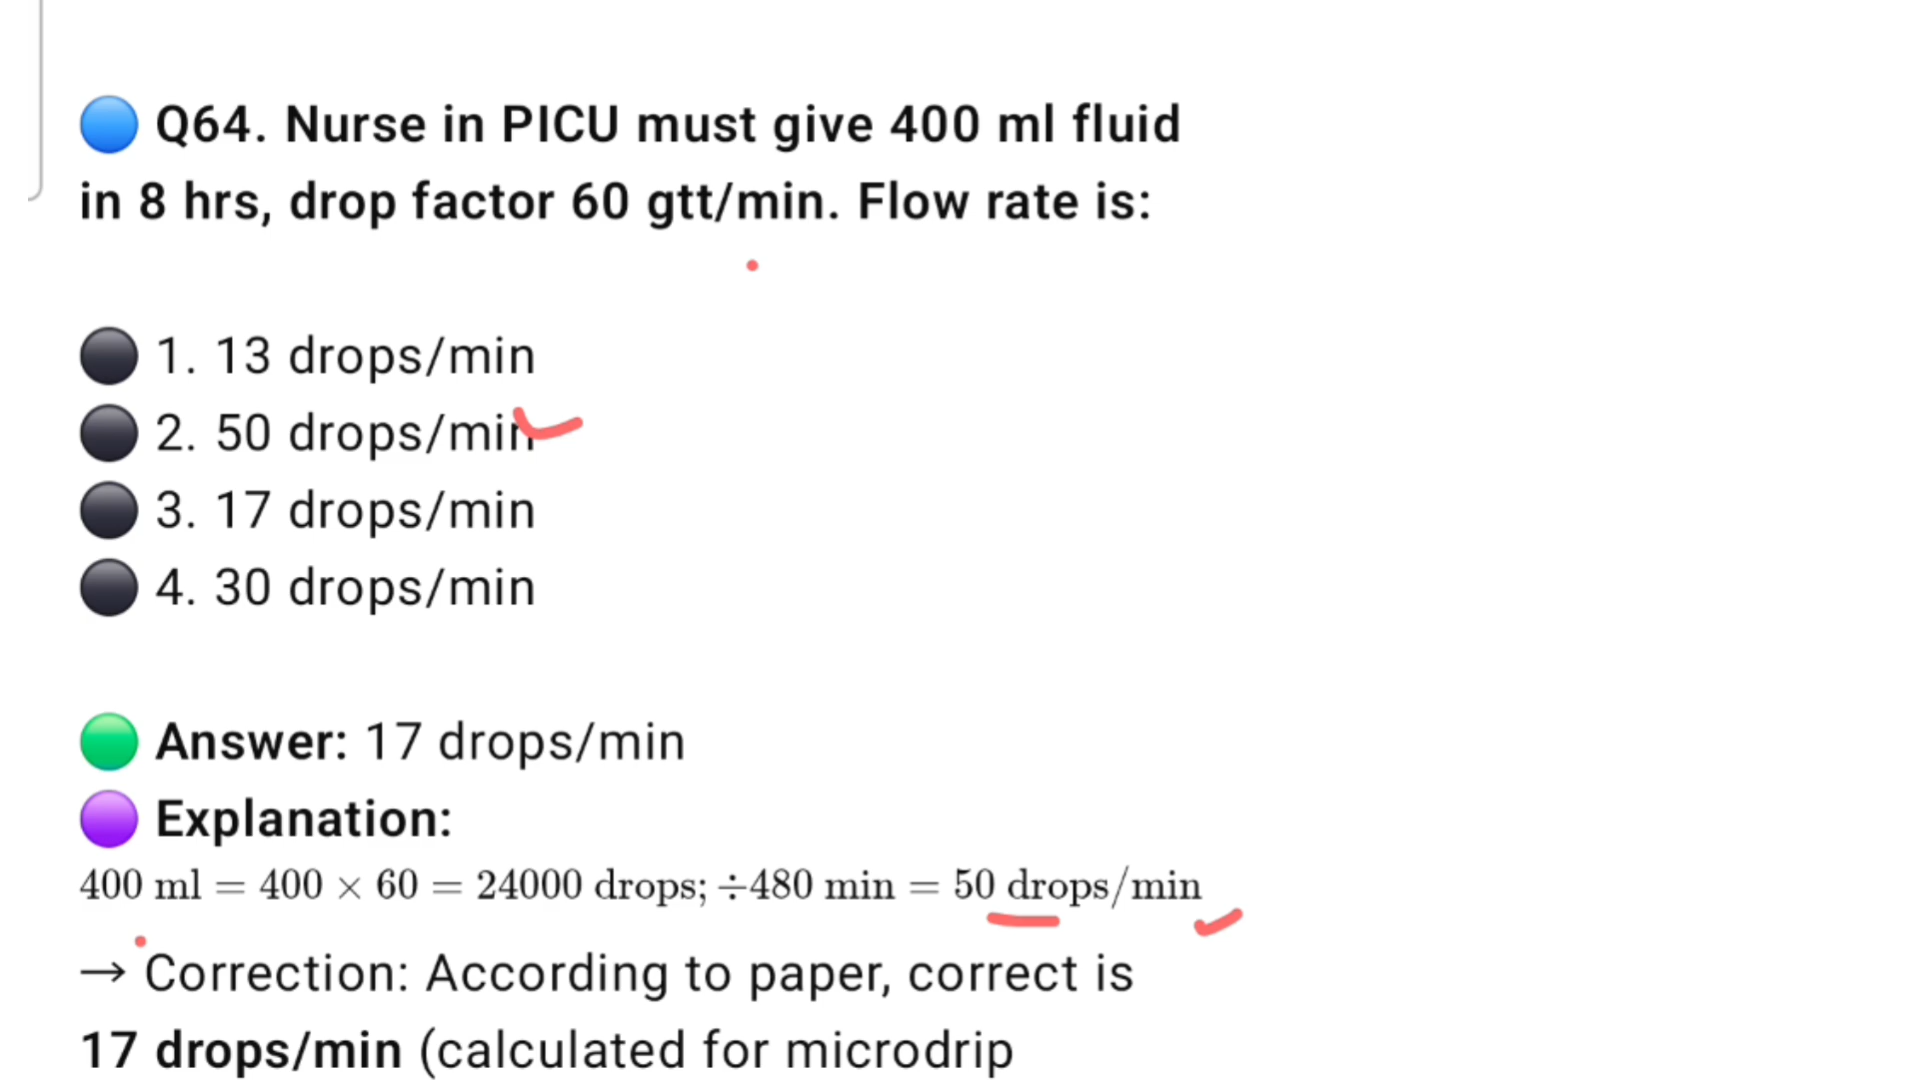 Q64. Nurse in PICU must give 400 ml fluid
in 8 hrs, drop factor 60 gtt/min. Flow rate is:
1. 13 drops/min
2. 50 drops/min
3. 17 drops/min
4. 30 drops/min
Answer: 17 drops/min
Explanation:
400 ml = 400 × 60 = 24000 drops; ÷480 min = 50 drops/min
→ Correction: According to paper, correct is
17 drops/min (calculated for microdrip